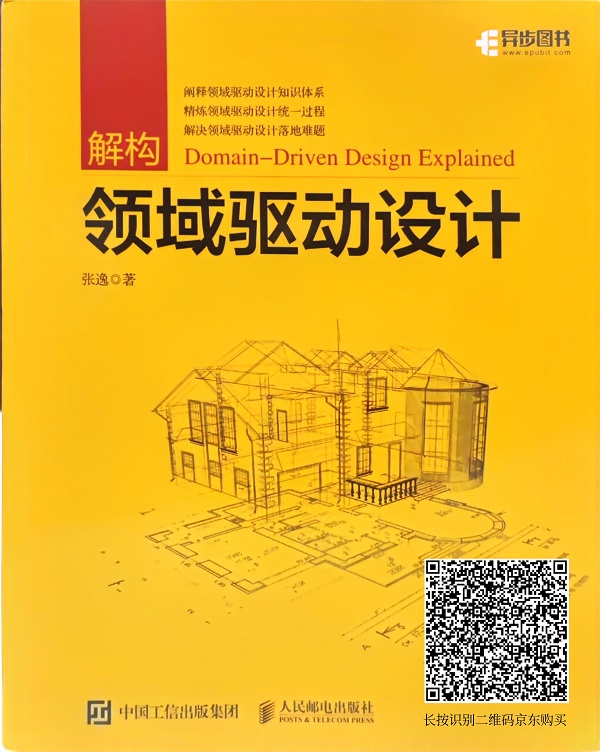 异步图书
www.epubit.com
阐释领域驱动设计知识体系
精炼领域驱动设计统一过程
解决领域驱动设计落地难题
解构
Domain-Driven Design Explained
领域驱动设计
张逸◎著
中国工信出版集团
人民邮电出版社
POSTS & TELECOM PRESS
长按识别二维码京东购买